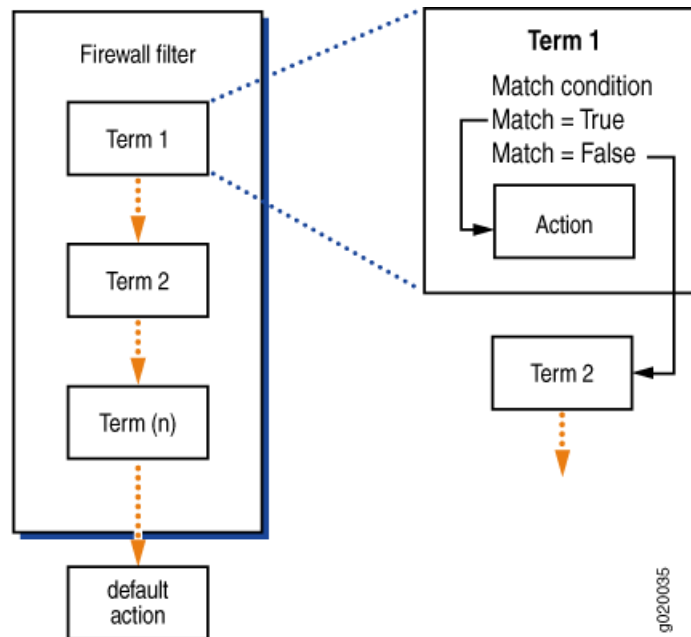 Firewall filter
Term 1
Term 2
Term (n)
default
action
Term 1
Match condition
Match = True
Match = False
Action
Term 2
g020035